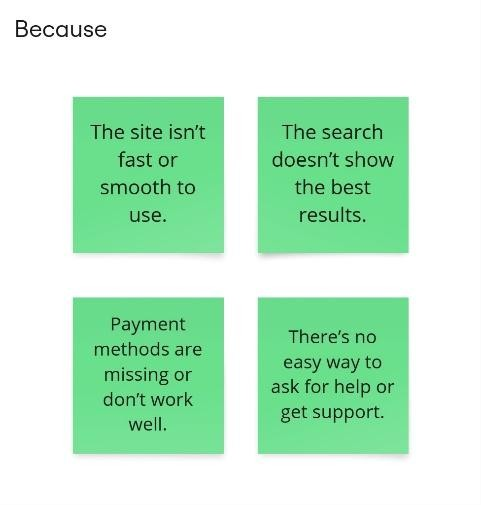 Because
The site isn’t
fast or
smooth to
use.
The search
doesn’t show
the best
results.
Payment
methods are
missing or
don’t work
well.
There’s no
easy way to
ask for help or
get support.